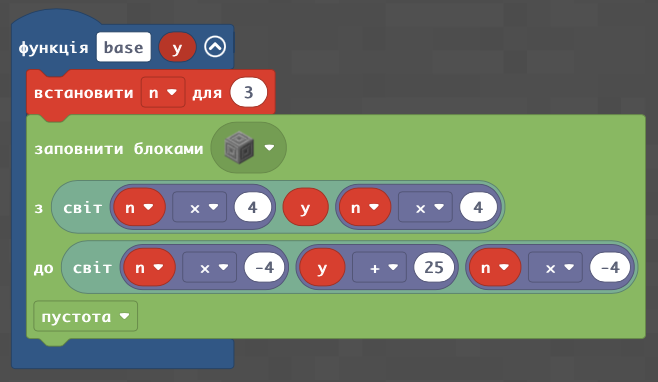 функція base y
встановити n для 3
заповнити блоками
з світ n x 4 y n x 4
до світ n x -4 y + 25 n x -4
пустота